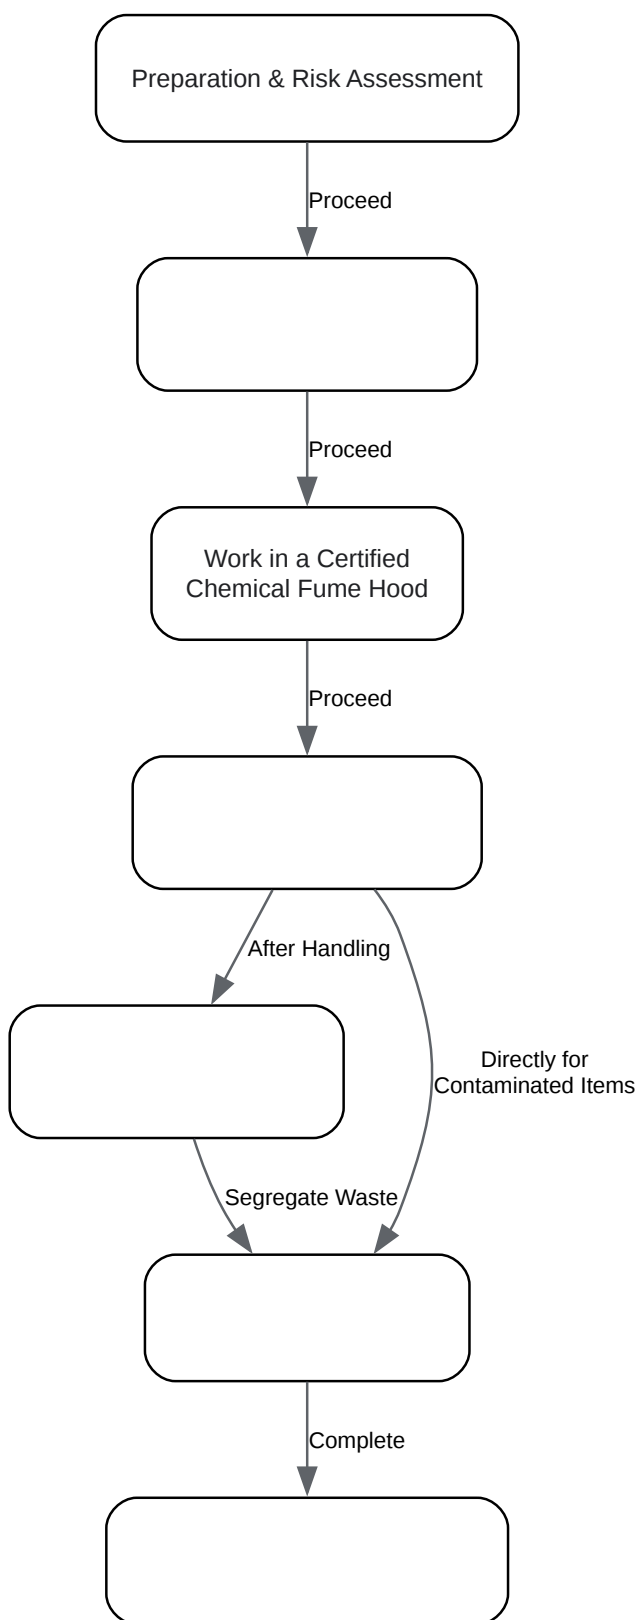 Preparation & Risk Assessment
Proceed
Proceed
Work in a Certified
Chemical Fume Hood
Proceed
After Handling
Directly for
Contaminated Items
Segregate Waste
Complete